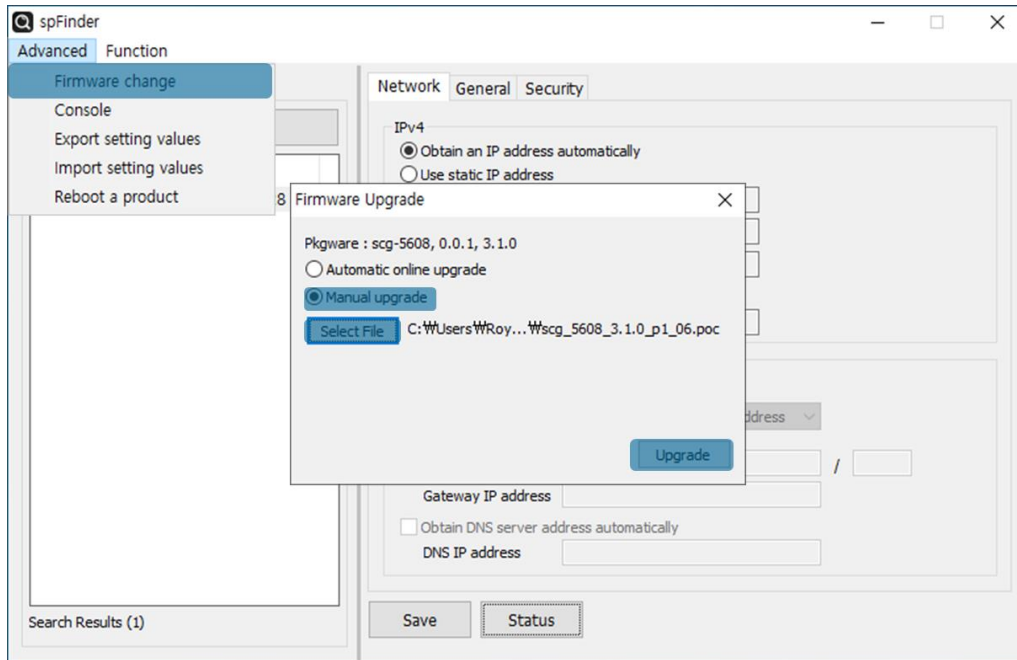 spFinder
Advanced Function
Firmware change
Console
Export setting values
Import setting values
Reboot a product
8
Search Results (1)
Network General Security
IPv4
Obtain an IP address automatically
Use static IP address
Firmware Upgrade
Pkgware : scg-5608, 0.0.1, 3.1.0
Automatic online upgrade
Manual upgrade
Select File C:₩Users₩Roy...₩scg_5608_3.1.0_p1_06.poc
Upgrade
/
Gateway IP address
Obtain DNS server address automatically
DNS IP address
Save Status